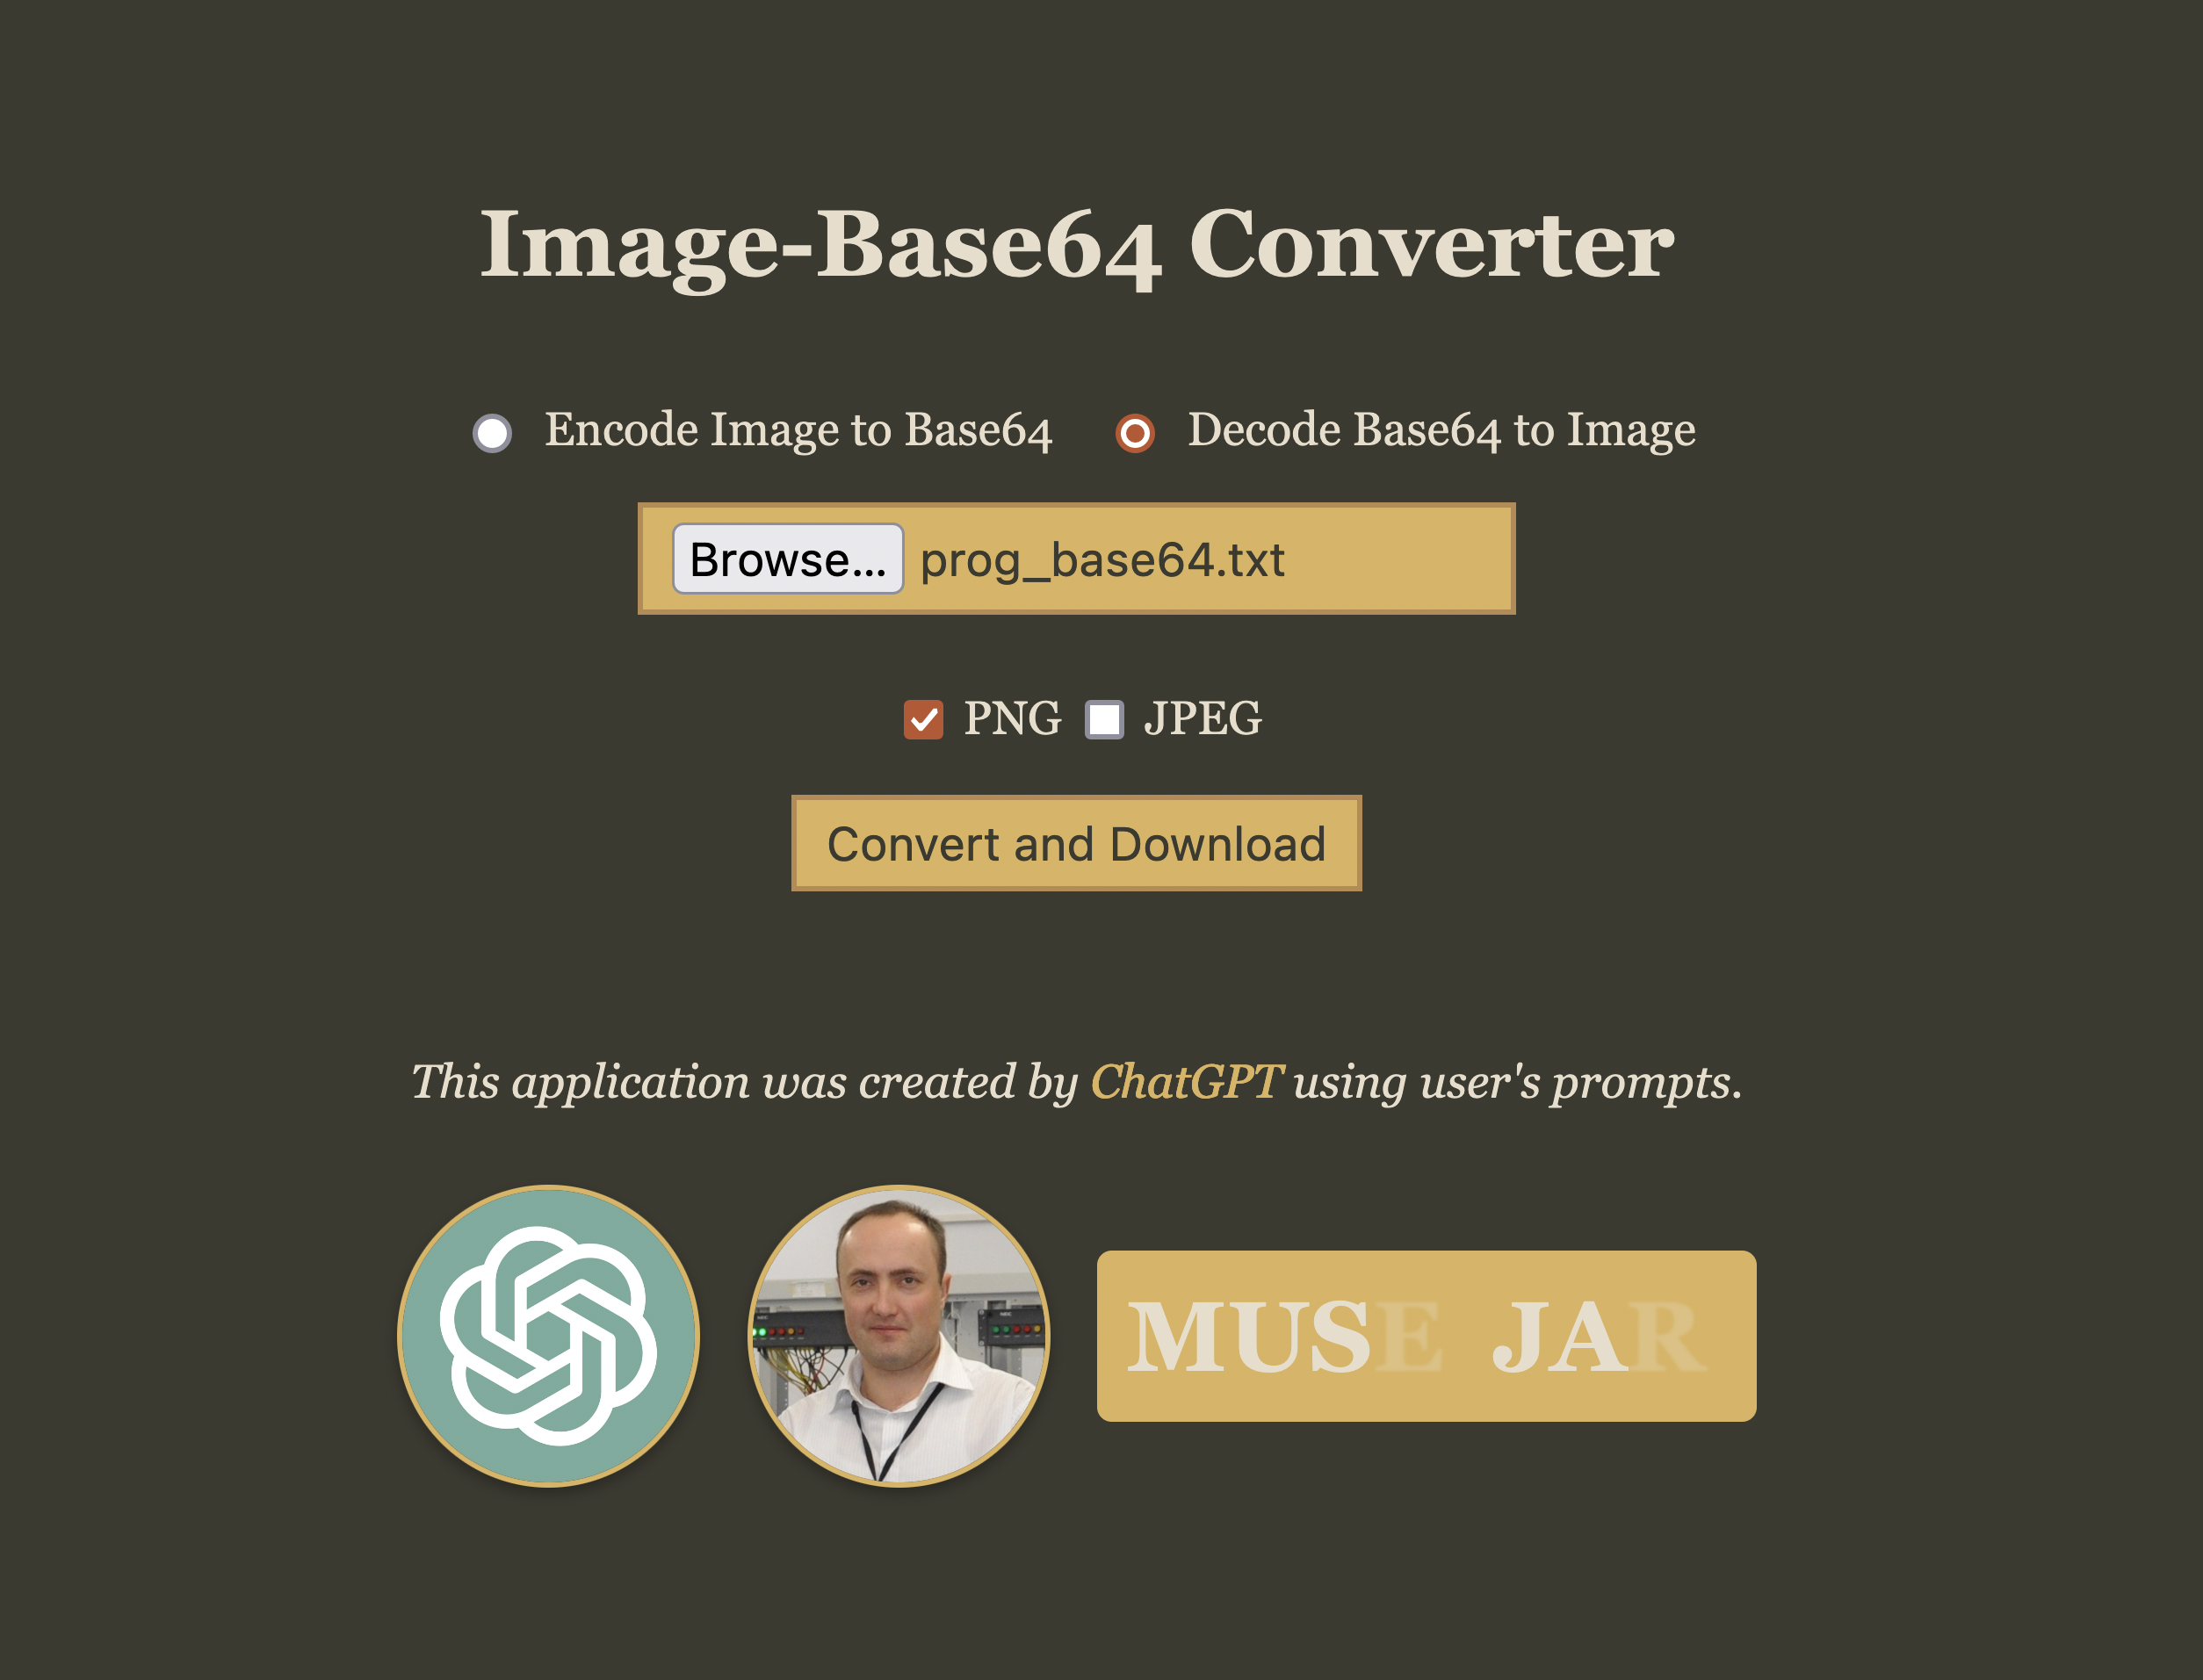 Image-Base64 Converter
Encode Image to Base64 Decode Base64 to Image
Browse... prog_base64.txt
PNG JPEG
Convert and Download
This application was created by ChatGPT using user's prompts.
MUSE JAR